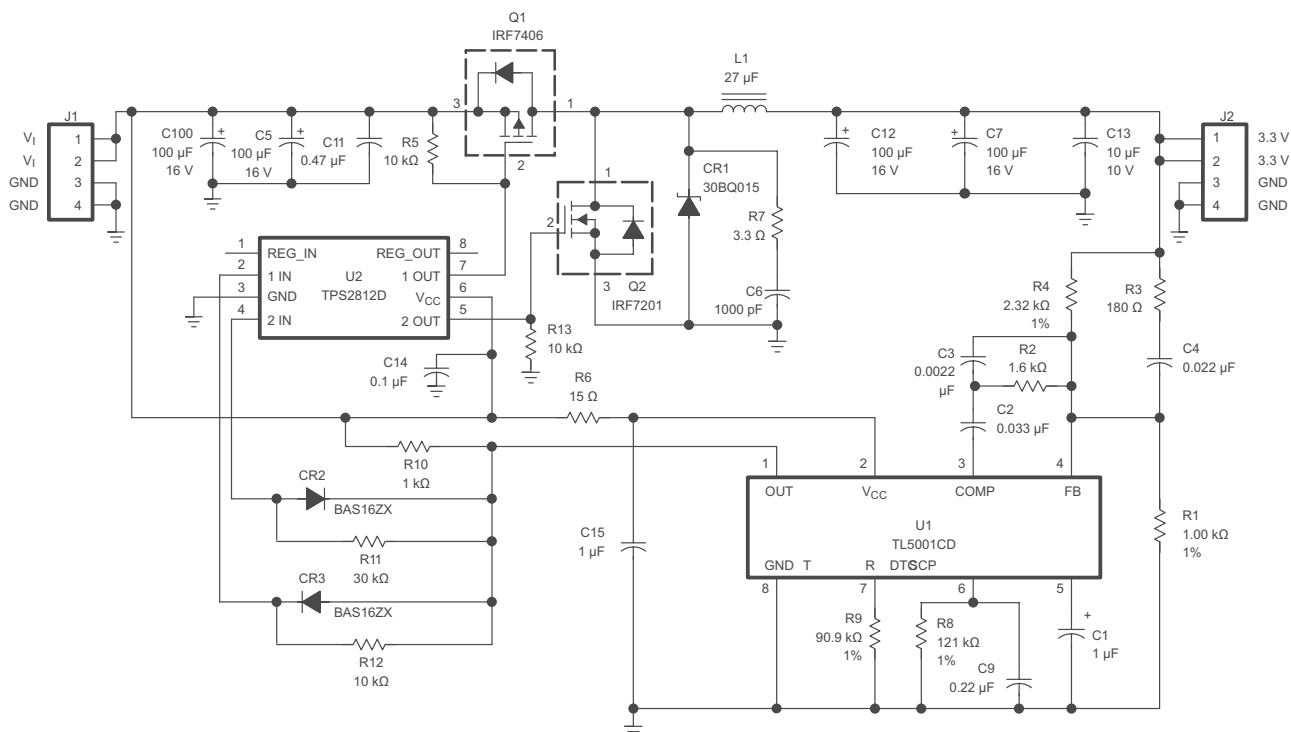 Q1
IRF7406
L1
27 µF
J1
V_I
V_I
GND
GND
1
2
3
4
C100
100 µF
16 V
+
C5
100 µF
16 V
+
C11
0.47 µF
R5
10 kΩ
3
1
2
C12
100 µF
16 V
+
C7
100 µF
16 V
+
C13
10 µF
10 V
J2
1
2
3
4
3.3 V
3.3 V
GND
GND
CR1
30BQ015
R7
3.3 Ω
C6
1000 pF
1
2
3
Q2
IRF7201
1
2
3
4
REG_IN
1 IN
GND
2 IN
U2
TPS2812D
REG_OUT
1 OUT
V_CC
2 OUT
8
7
6
5
R13
10 kΩ
C14
0.1 µF
R6
15 Ω
R4
2.32 kΩ
1%
R3
180 Ω
C3
0.0022
µF
R2
1.6 kΩ
C4
0.022 µF
C2
0.033 µF
R10
1 kΩ
CR2
BAS16ZX
R11
30 kΩ
CR3
BAS16ZX
R12
10 kΩ
C15
1 µF
1
2
3
4
OUT
V_CC
COMP
FB
U1
TL5001CD
GND T
R
DTC
SCP
8
7
6
5
R1
1.00 kΩ
1%
R9
90.9 kΩ
1%
R8
121 kΩ
1%
C9
0.22 µF
+
C1
1 µF